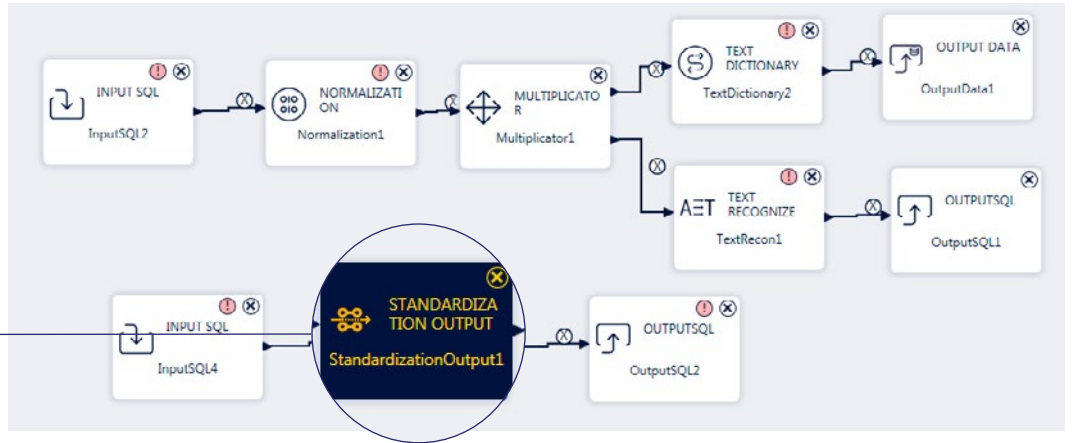 INPUT SQL
InputSQL2
NORMALIZATI
ON
Normalization1
MULTIPLICATO
R
Multiplicator1
TEXT
DICTIONARY
TextDictionary2
OUTPUT DATA
OutputData1
AET TEXT
RECOGNIZE
TextRecon1
OUTPUTSQL
OutputSQL1
INPUT SQL
InputSQL4
STANDARDIZA
TION OUTPUT
StandardizationOutput1
OUTPUTSQL
OutputSQL2